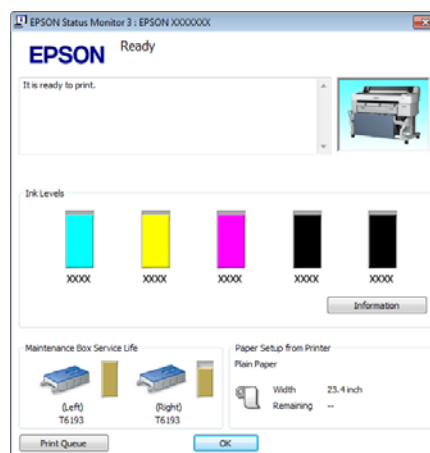 EPSON Status Monitor 3 : EPSON XXXXXXX
EPSON
Ready
It is ready to print.
Ink Levels
XXXX XXXX XXXX XXXX XXXX
Information
Maintenance Box Service Life
(Left) (Right)
T6193 T6193
Paper Setup from Printer
Plain Paper
Width 23.4 inch
Remaining --
Print Queue
OK